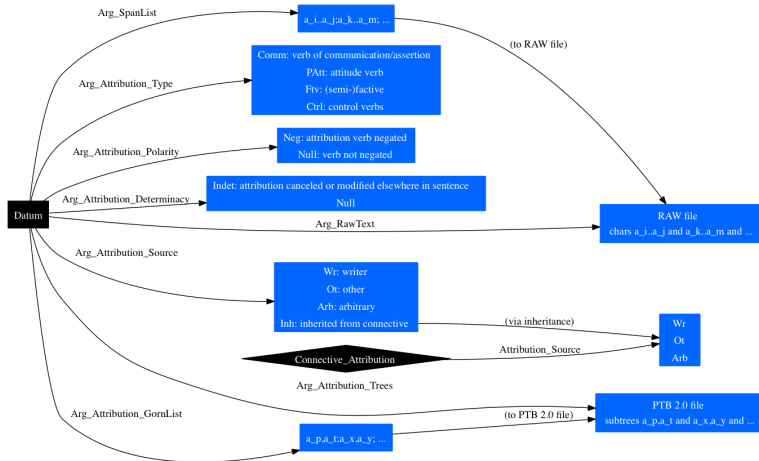 Arg_SpanList
a_i..a_j;a_k..a_m; ...
(to RAW file)
Comm: verb of communication/assertion
PAtt: attitude verb
Ftv: (semi-)factive
Ctrl: control verbs
Arg_Attribution_Type
Neg: attribution verb negated
Null: verb not negated
Arg_Attribution_Polarity
Indet: attribution canceled or modified elsewhere in sentence
Null
Arg_Attribution_Determinacy
Datum
Arg_RawText
RAW file
chars a_i..a_j and a_k..a_m and ...
Arg_Attribution_Source
Wr: writer
Ot: other
Arb: arbitrary
Inh: inherited from connective
(via inheritance)
Wr
Ot
Arb
Connective_Attribution
Attribution_Source
Arg_Attribution_Trees
PTB 2.0 file
subtrees a_p,a_t and a_x,a_y and ...
Arg_Attribution_GornList
(to PTB 2.0 file)
a_p,a_t;a_x,a_y; ...